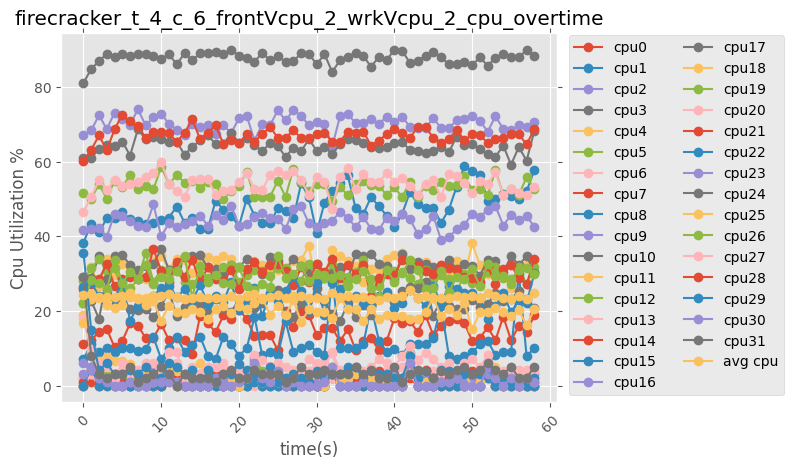 firecracker_t_4_c_6_frontVcpu_2_wrkVcpu_2_cpu_overtime
Cpu Utilization %
80
60
40
20
0
0
10
20
30
40
50
60
time(s)
cpu0
cpu1
cpu2
cpu3
cpu4
cpu5
cpu6
cpu7
cpu8
cpu9
cpu10
cpu11
cpu12
cpu13
cpu14
cpu15
cpu16
cpu17
cpu18
cpu19
cpu20
cpu21
cpu22
cpu23
cpu24
cpu25
cpu26
cpu27
cpu28
cpu29
cpu30
cpu31
avg cpu